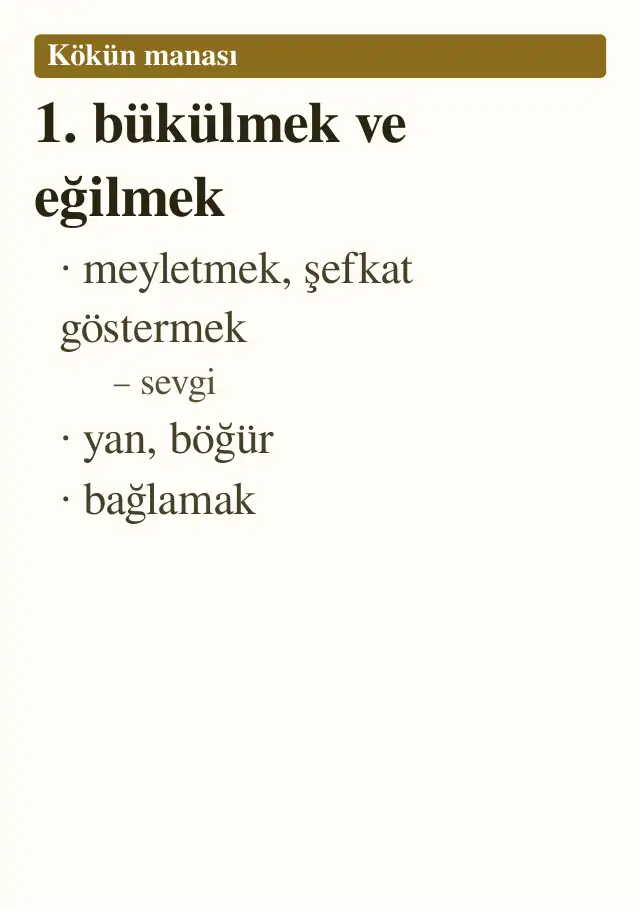 Kökün manası
1. bükülmek ve
eğilmek
· meyletmek, şefkat
göstermek
– sevgi
· yan, böğür
· bağlamak